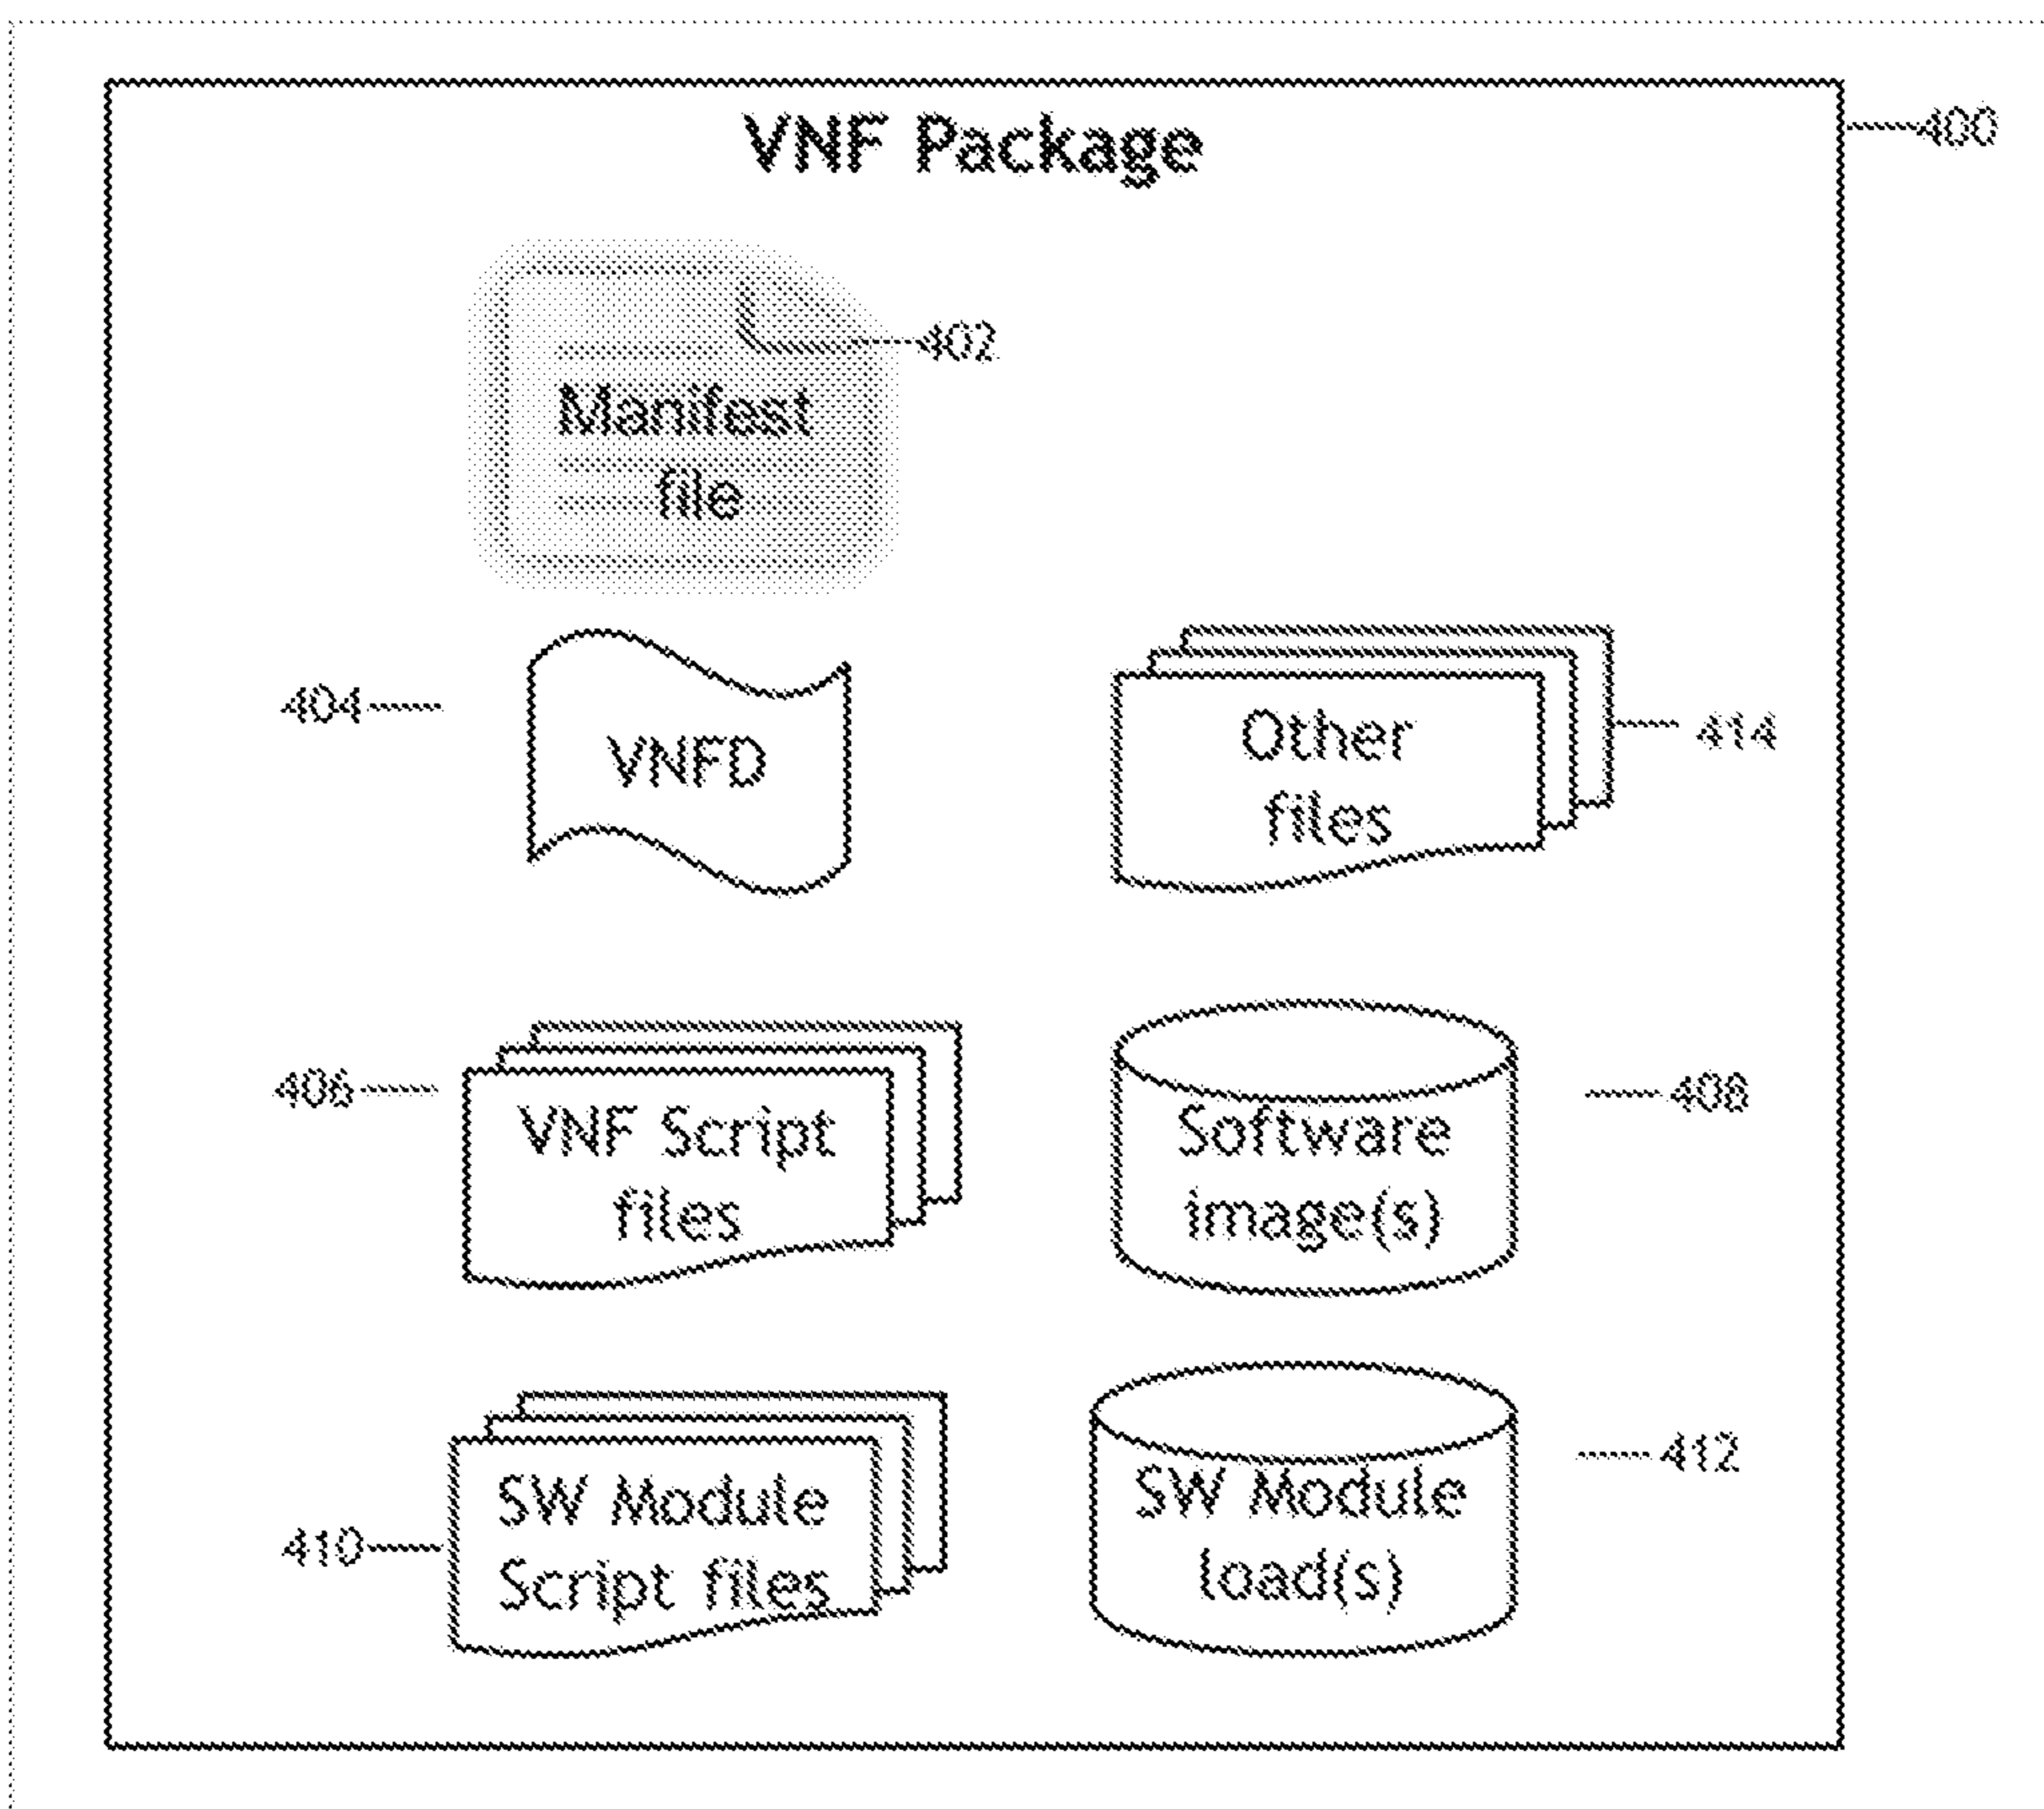 VNF Package
400
402
Manifest
file
404
VNFD
Other
files
414
406
VNF Script
files
Software
image(s)
408
SW Module
Script files
410
SW Module
load(s)
412